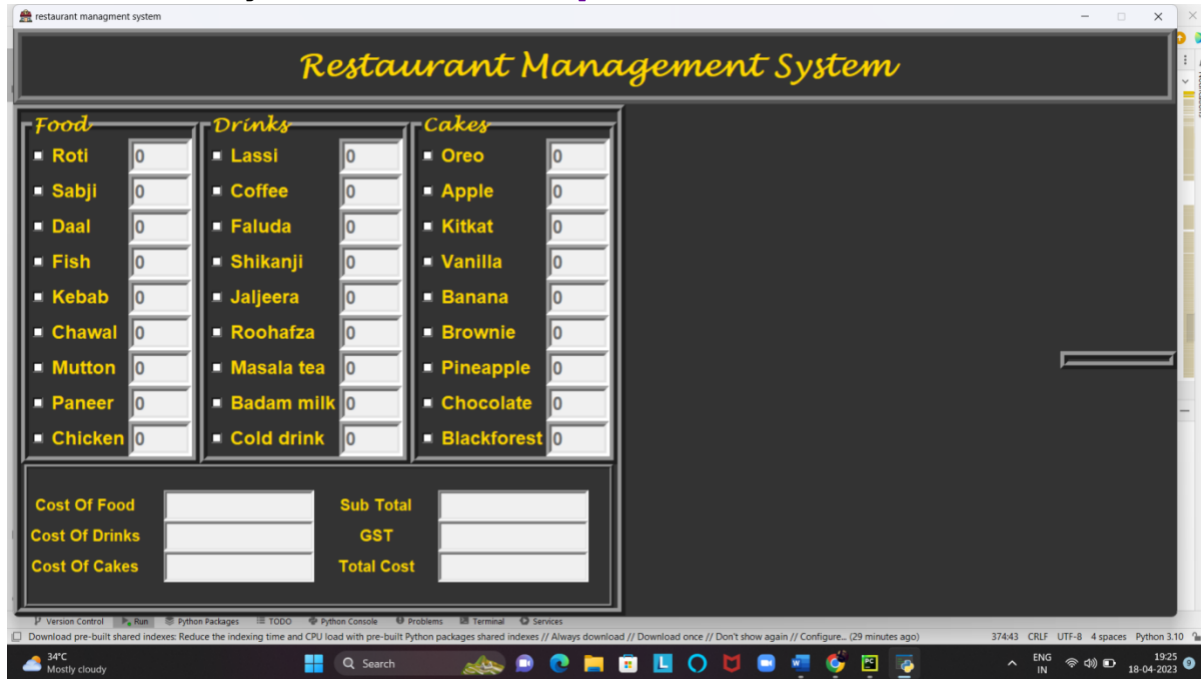 restaurant managment system
Restaurant Management System
Food Drinks Cakes
Roti 0 Lassi 0 Oreo 0
Sabji 0 Coffee 0 Apple 0
Daal 0 Faluda 0 Kitkat 0
Fish 0 Shikanji 0 Vanilla 0
Kebab 0 Jaljeera 0 Banana 0
Chawal 0 Roohafza 0 Brownie 0
Mutton 0 Masala tea 0 Pineapple 0
Paneer 0 Badam milk 0 Chocolate 0
Chicken 0 Cold drink 0 Blackforest 0
Cost Of Food Sub Total
Cost Of Drinks GST
Cost Of Cakes Total Cost
Version Control Run Python Packages TODO Python Console Problems Terminal Services
Download pre-built shared indexes: Reduce the indexing time and CPU load with pre-built Python packages shared indexes // Always download // Download once // Don't show again // Configure... (29 minutes ago) 374:43 CRLF UTF-8 4 spaces Python 3.10
34°C
Mostly cloudy
Search
ENG
IN
19:25
18-04-2023